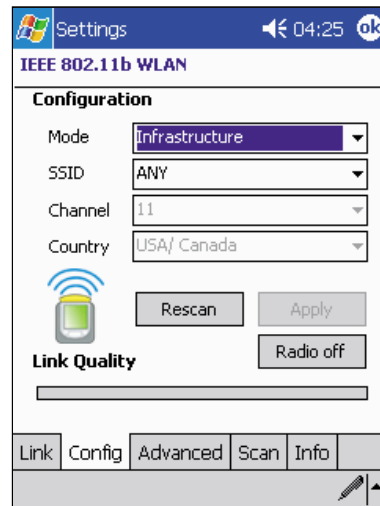 Settings 04:25 ok
IEEE 802.11b WLAN
Configuration
Mode Infrastructure
SSID ANY
Channel 11
Country USA/ Canada
Rescan Apply
Radio off
Link Quality
Link Config Advanced Scan Info